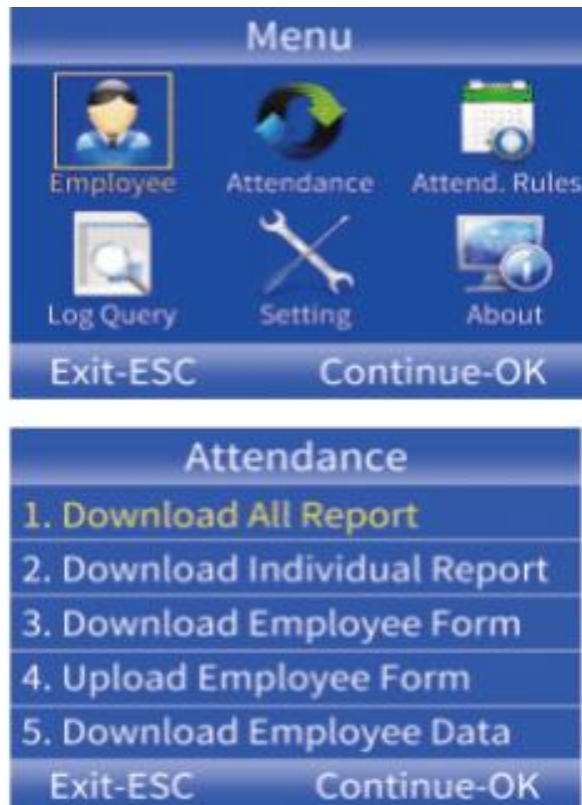 Menu
Employee Attendance Attend. Rules
Log Query Setting About
Exit-ESC Continue-OK
Attendance
1. Download All Report
2. Download Individual Report
3. Download Employee Form
4. Upload Employee Form
5. Download Employee Data
Exit-ESC Continue-OK